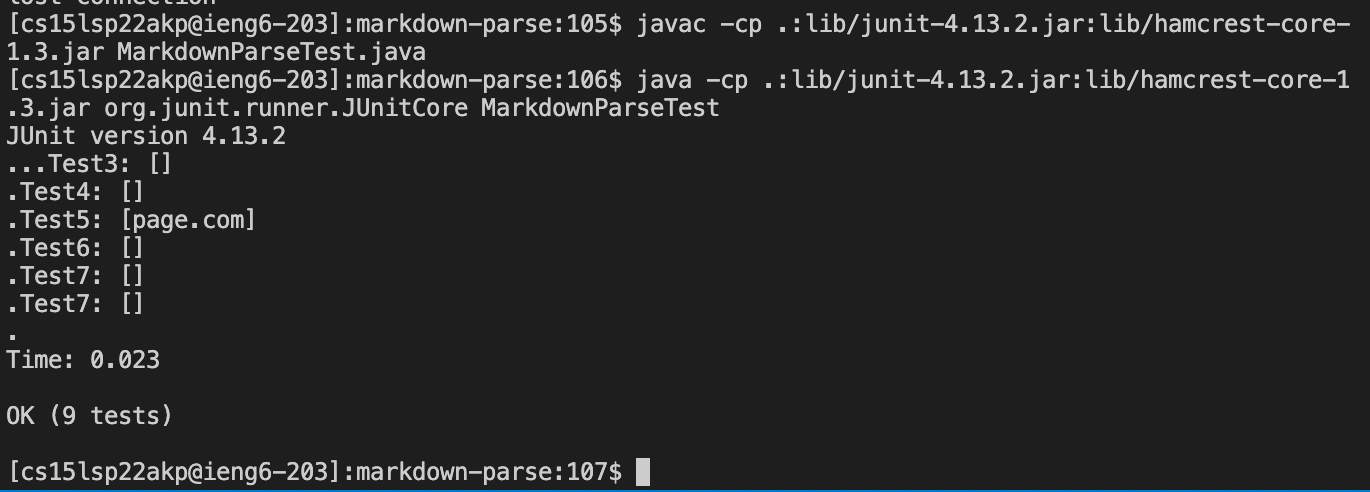 lost connection
[cs15lsp22akp@ieng6-203]:markdown-parse:105$ javac -cp .:lib/junit-4.13.2.jar:lib/hamcrest-core-
1.3.jar MarkdownParseTest.java
[cs15lsp22akp@ieng6-203]:markdown-parse:106$ java -cp .:lib/junit-4.13.2.jar:lib/hamcrest-core-1
.3.jar org.junit.runner.JUnitCore MarkdownParseTest
JUnit version 4.13.2
...Test3: []
.Test4: []
.Test5: [page.com]
.Test6: []
.Test7: []
.Test7: []
.
Time: 0.023
OK (9 tests)
[cs15lsp22akp@ieng6-203]:markdown-parse:107$